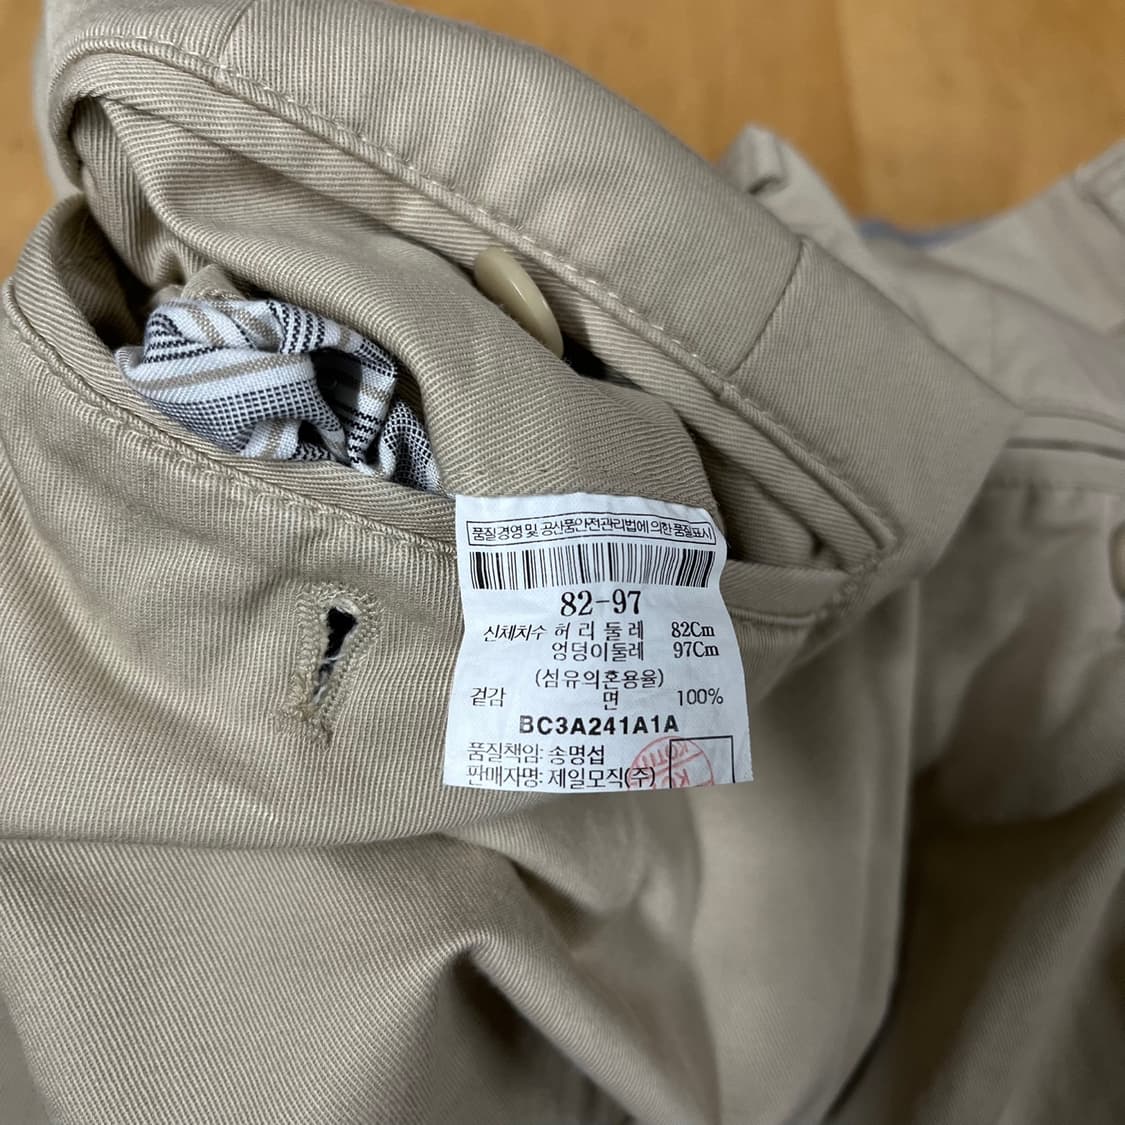 품질경영및 공산품안전관리법에 의한 품질표시
82-97
신체치수 허리둘레 82Cm
엉덩이둘레 97Cm
(섬유의혼용율)
겉감 면 100%
BC3A241A1A
품질책임: 송명섭
판매자명: 제일모직(주)
KOTITI